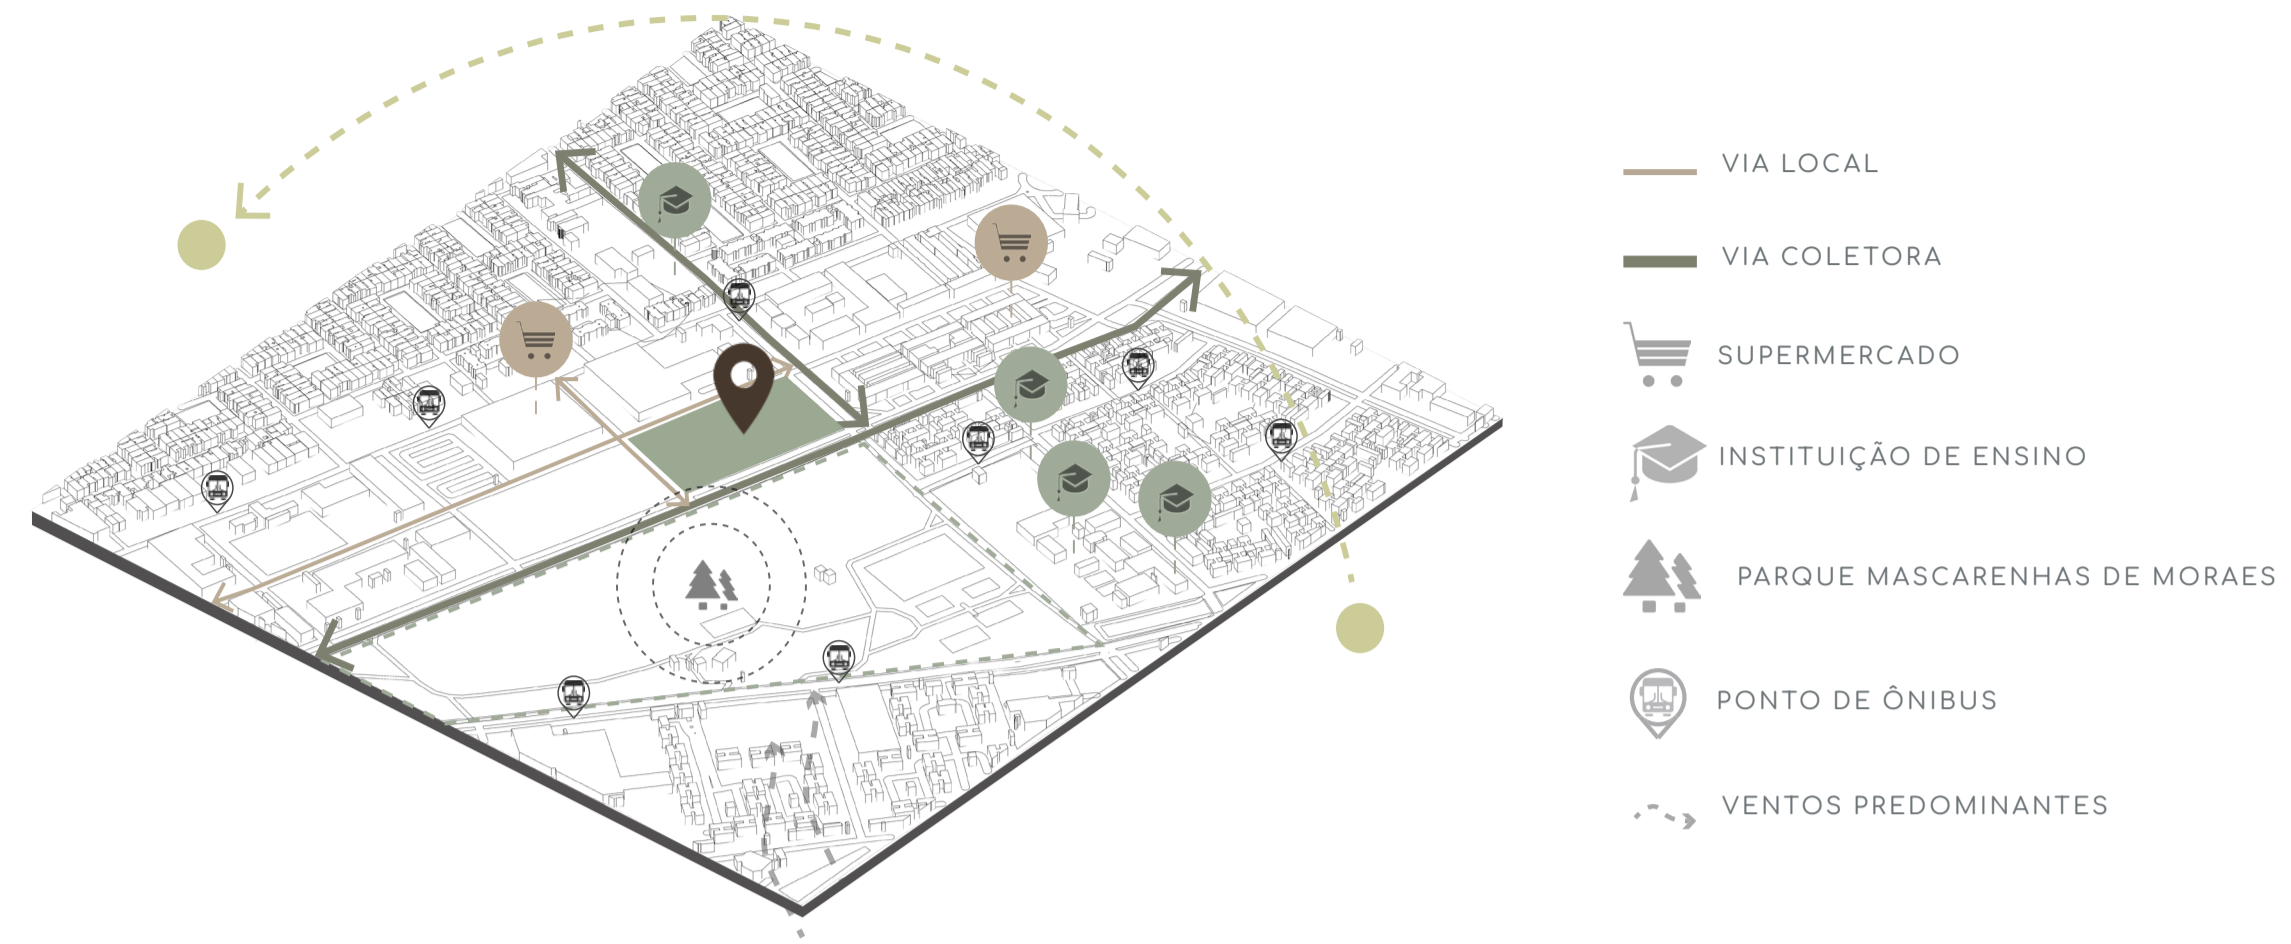 VIA LOCAL
VIA COLETORA
SUPERMERCADO
INSTITUIÇÃO DE ENSINO
PARQUE MASCARENHAS DE MORAES
PONTO DE ÔNIBUS
VENTOS PREDOMINANTES